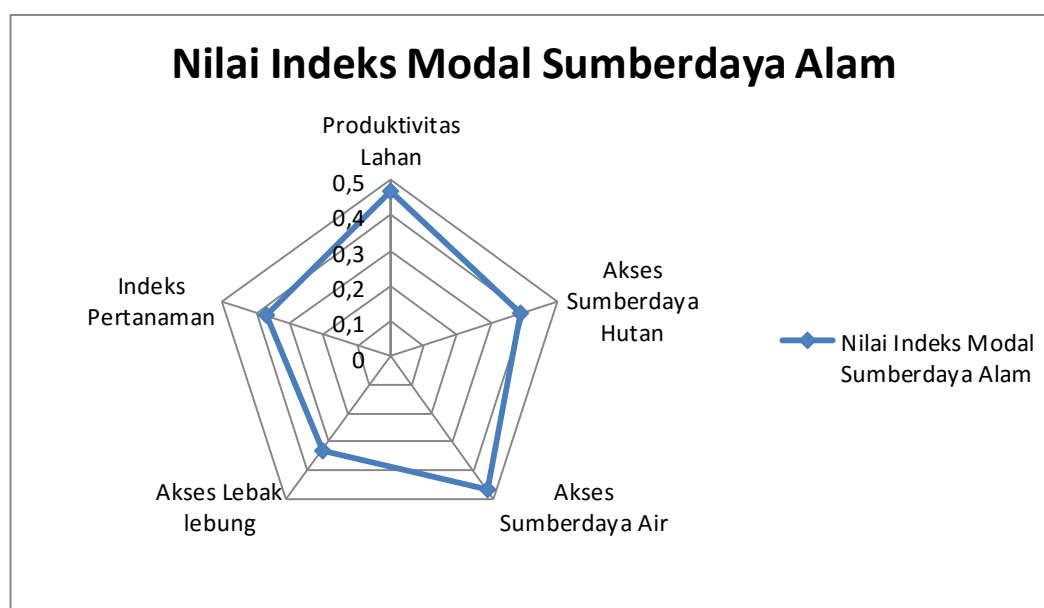 Nilai Indeks Modal Sumberdaya Alam
Produktivitas
Lahan
0,5
0,4
0,3
0,2
0,1
0
Akses
Sumberdaya
Hutan
Akses
Sumberdaya Air
Akses Lebak
lebung
Indeks
Pertanaman
Nilai Indeks Modal
Sumberdaya Alam